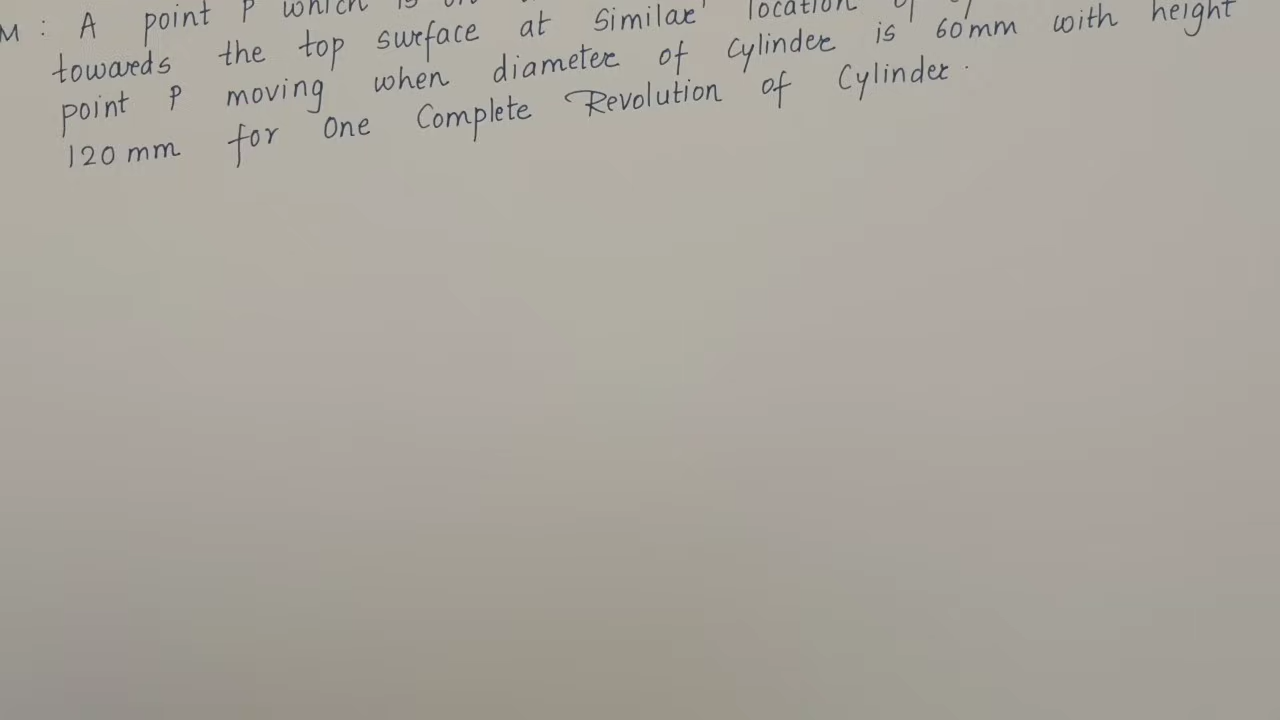 M : A point P which is
towards the top surface at Similar location
point P moving when diameter of Cylinder is 60mm with height
120 mm for One Complete Revolution of Cylinder.